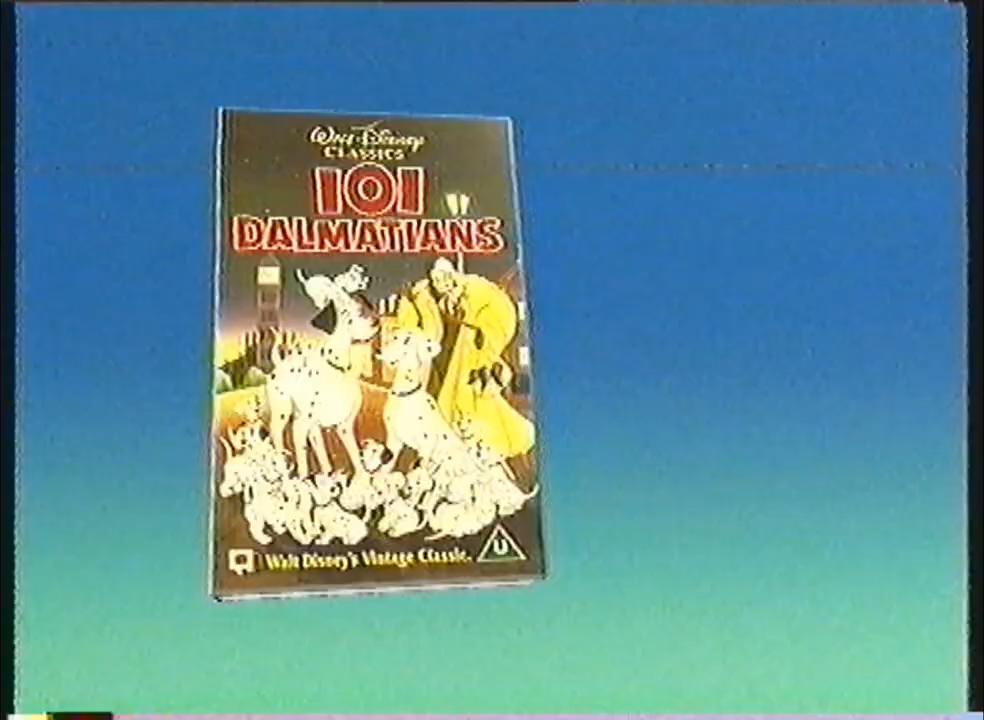 Walt Disney
CLASSICS
101
DALMATIANS
Walt Disney's Vintage Classic.
U